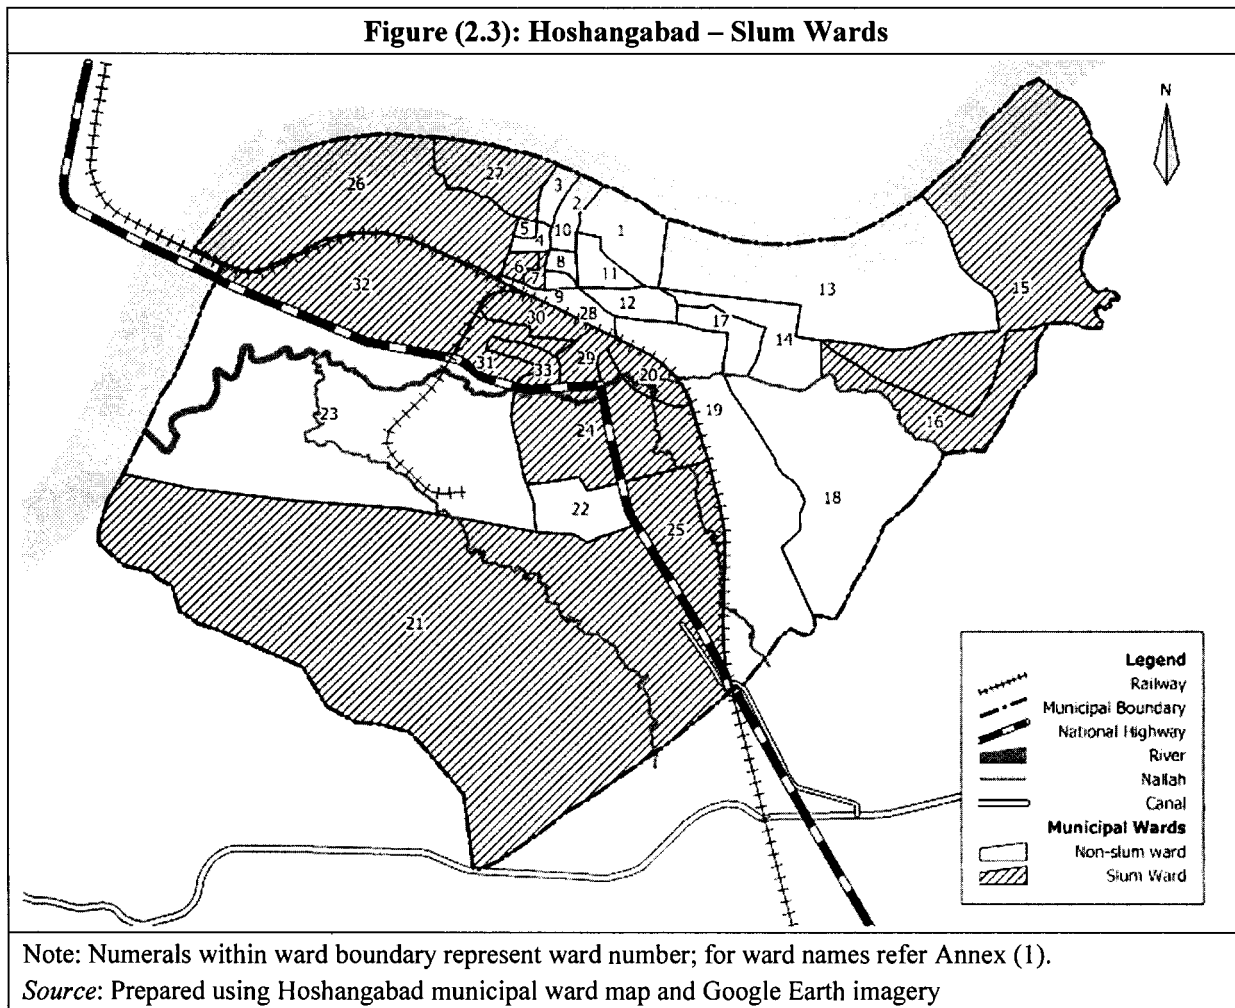 Figure (2.3): Hoshangabad – Slum Wards
N
26
27
3
2
5
4
10
1
6
7
8
11
9
12
13
15
32
30
28
17
14
31
33
29
20
16
23
24
19
22
18
25
21
Legend
Railway
Municipal Boundary
National Highway
River
Nallah
Canal
Municipal Wards
Non-slum ward
Slum Ward
Note: Numerals within ward boundary represent ward number; for ward names refer Annex (1).
Source: Prepared using Hoshangabad municipal ward map and Google Earth imagery